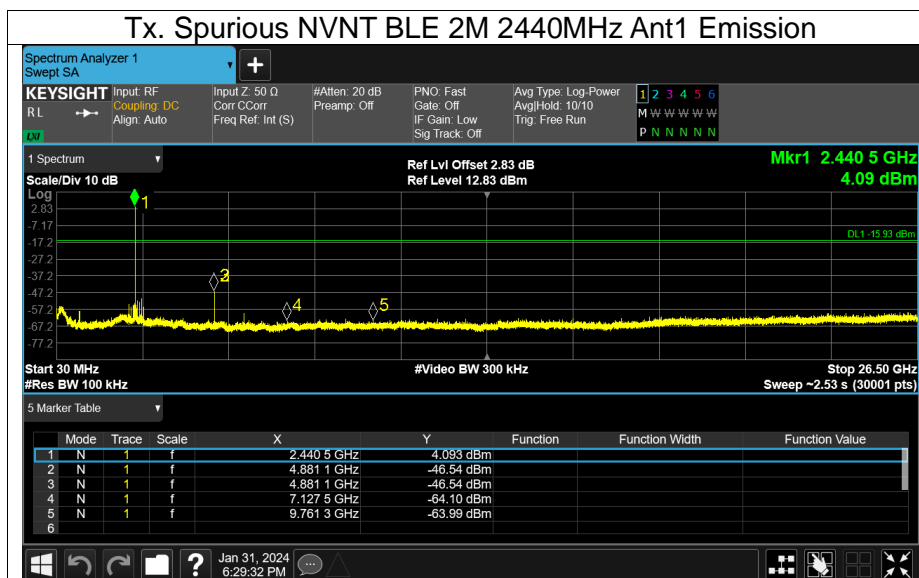 Tx. Spurious NVNT BLE 2M 2440MHz Ant1 Emission
Spectrum Analyzer 1
Swept SA
+
KEYSIGHT Input: RF Input Z: 50 Ω #Atten: 20 dB PNO: Fast Avg Type: Log-Power 1 2 3 4 5 6
R L Coupling: DC Corr CCorr Preamp: Off Gate: Off Avg|Hold: 10/10 M W W W W W
Align: Auto Freq Ref: Int (S) IF Gain: Low Trig: Free Run
LXI Sig Track: Off P N N N N N
1 Spectrum Ref Lvl Offset 2.83 dB Mkr1 2.440 5 GHz
Scale/Div 10 dB Ref Level 12.83 dBm 4.09 dBm
Log
1
2.83
-7.17
DL1 -15.93 dBm
-17.2
-27.2
-37.2
-47.2
4 5
-57.2
-67.2
-77.2
Start 30 MHz #Video BW 300 kHz Stop 26.50 GHz
#Res BW 100 kHz Sweep ~2.53 s (30001 pts)
5 Marker Table
Mode Trace Scale X Y Function Function Width Function Value
1 N 1 f 2.440 5 GHz 4.093 dBm
2 N 1 f 4.881 1 GHz -46.54 dBm
3 N 1 f 4.881 1 GHz -46.54 dBm
4 N 1 f 7.127 5 GHz -64.10 dBm
5 N 1 f 9.761 3 GHz -63.99 dBm
6
? Jan 31, 2024
6:29:32 PM